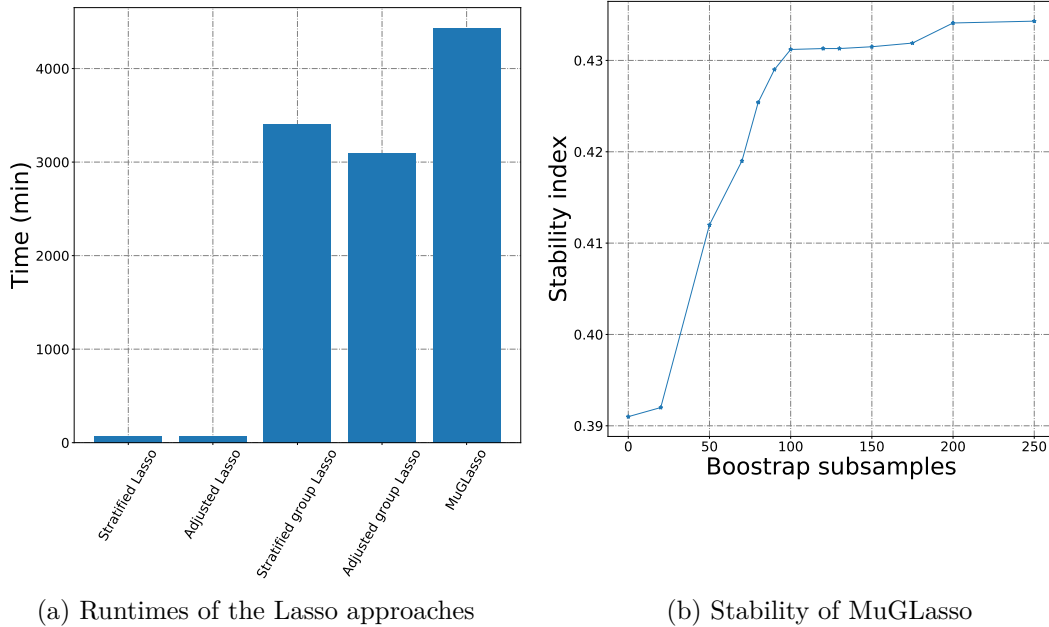 4000
3000
2000
1000
0
Time (min)
Stratified Lasso
Adjusted Lasso
Stratified group Lasso
Adjusted group Lasso
MuGLasso
(a) Runtimes of the Lasso approaches
0.43
0.42
0.41
0.40
0.39
Stability index
0 50 100 150 200 250
Boostrap subsamples
(b) Stability of MuGLasso